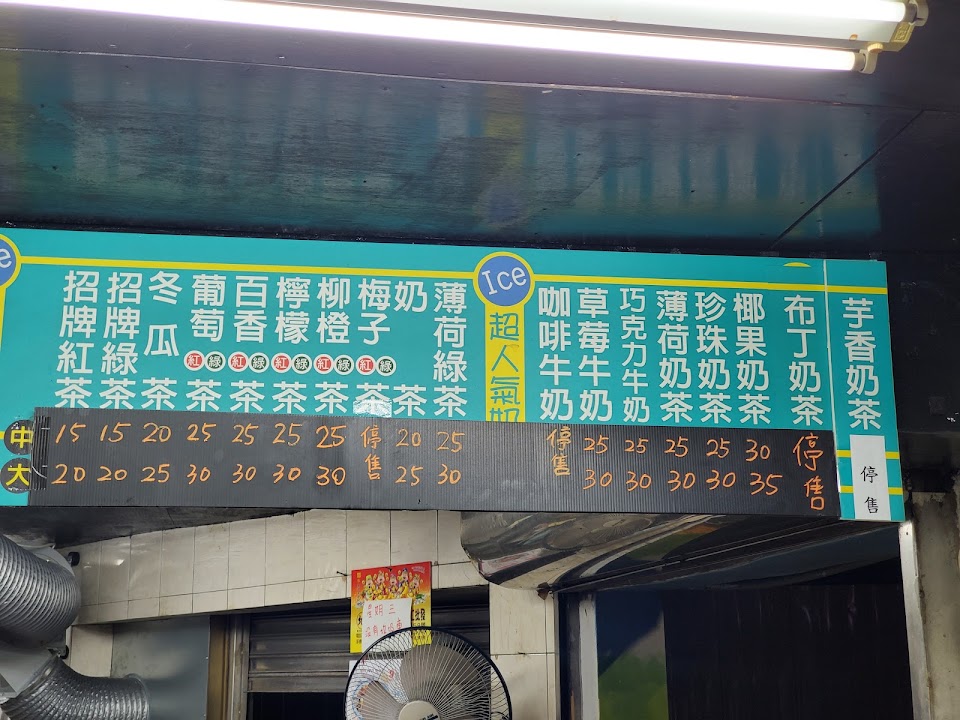 e
招牌紅茶
招牌綠茶
冬瓜茶
葡萄紅綠茶
百香紅綠茶
檸檬紅綠茶
柳橙紅綠茶
梅子紅綠茶
奶茶
薄荷綠茶
Ice
超人氣奶
咖啡牛奶
草莓牛奶
巧克力牛奶
薄荷奶茶
珍珠奶茶
椰果奶茶
布丁奶茶
芋香奶茶
中 15 15 20 25 25 25 25 停售 20 25 停售 25 25 25 25 30 停售 停售
大 20 20 25 30 30 30 30 25 30 30 30 30 30 35
星期三